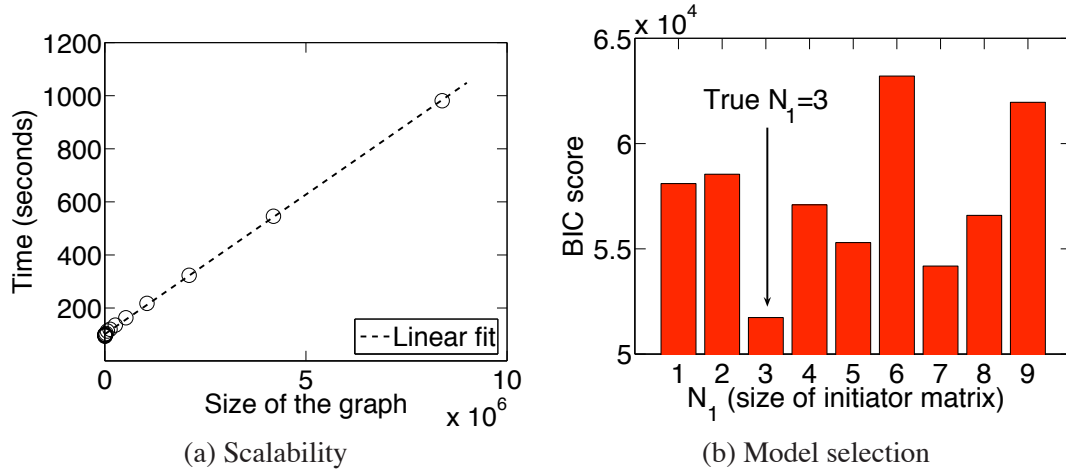 1200
1000
800
600
400
200
0
5
10
x 10^6
Time (seconds)
Size of the graph
Linear fit
(a) Scalability
x 10^4
6.5
6
5.5
5
BIC score
True N_1=3
1 2 3 4 5 6 7 8 9
N_1 (size of initiator matrix)
(b) Model selection